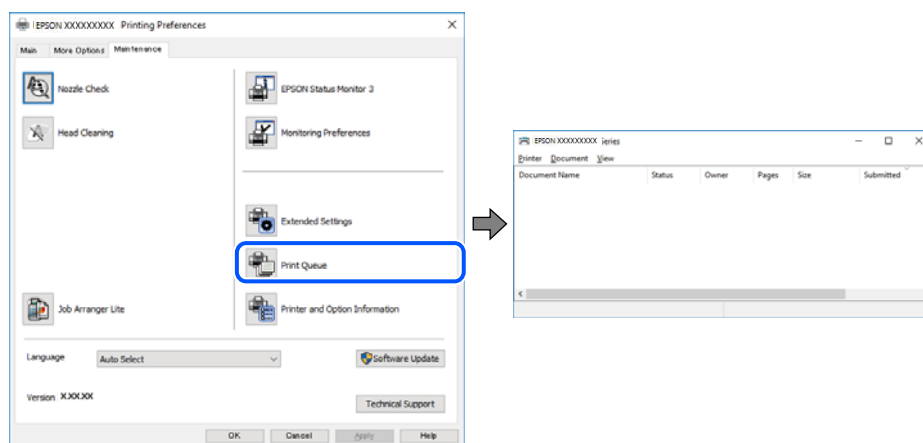 EPSON XXXXXXXXX Printing Preferences
Main More Options Maintenance
Nozzle Check
EPSON Status Monitor 3
Head Cleaning
Monitoring Preferences
Extended Settings
Print Queue
Job Arranger Lite
Printer and Option Information
Language Auto Select
Software Update
Version X.XX.XX
Technical Support
OK Cancel Apply Help
EPSON XXXXXXXXX Series
Printer Document View
Document Name Status Owner Pages Size Submitted